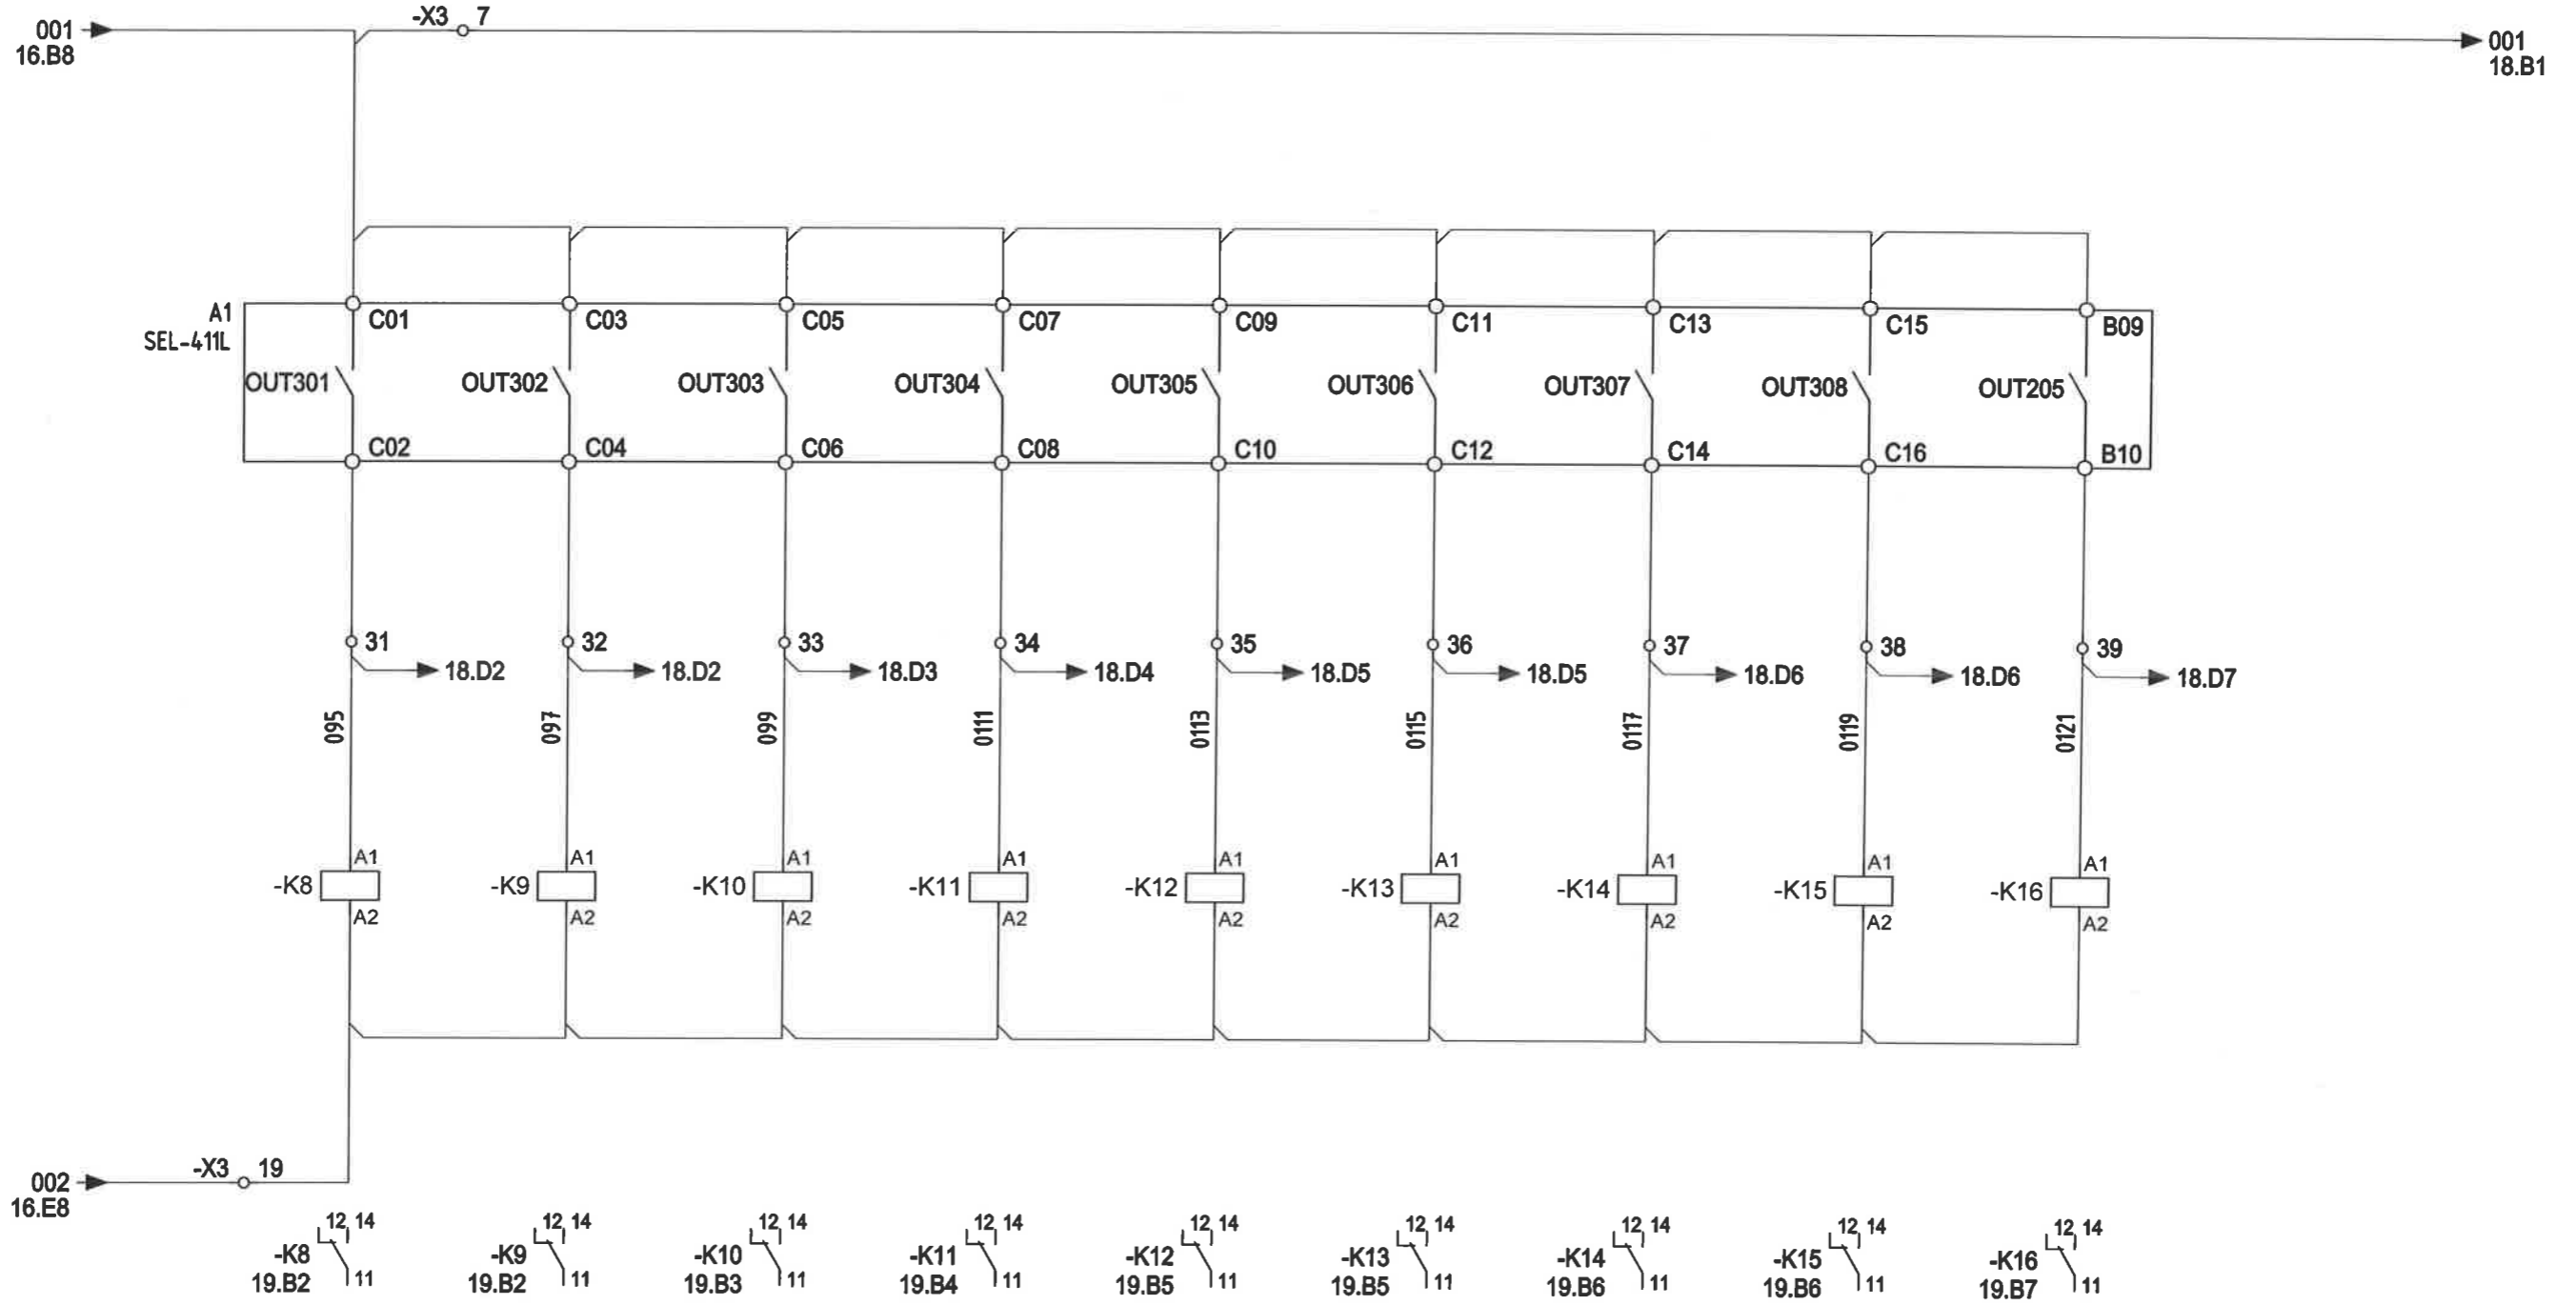 001
16.B8
-X3 7
001
18.B1
A1
SEL-411L
C01 C03 C05 C07 C09 C11 C13 C15 B09
OUT301 OUT302 OUT303 OUT304 OUT305 OUT306 OUT307 OUT308 OUT205
C02 C04 C06 C08 C10 C12 C14 C16 B10
31 32 33 34 35 36 37 38 39
18.D2 18.D2 18.D3 18.D4 18.D5 18.D5 18.D6 18.D6 18.D7
095 097 099 0111 0113 0115 0117 0119 0121
A1 A1 A1 A1 A1 A1 A1 A1 A1
-K8 -K9 -K10 -K11 -K12 -K13 -K14 -K15 -K16
A2 A2 A2 A2 A2 A2 A2 A2 A2
002
16.E8
-X3 19
12 14 12 14 12 14 12 14 12 14 12 14 12 14 12 14 12 14
-K8 -K9 -K10 -K11 -K12 -K13 -K14 -K15 -K16
19.B2 19.B2 19.B3 19.B4 19.B5 19.B5 19.B6 19.B6 19.B7
11 11 11 11 11 11 11 11 11